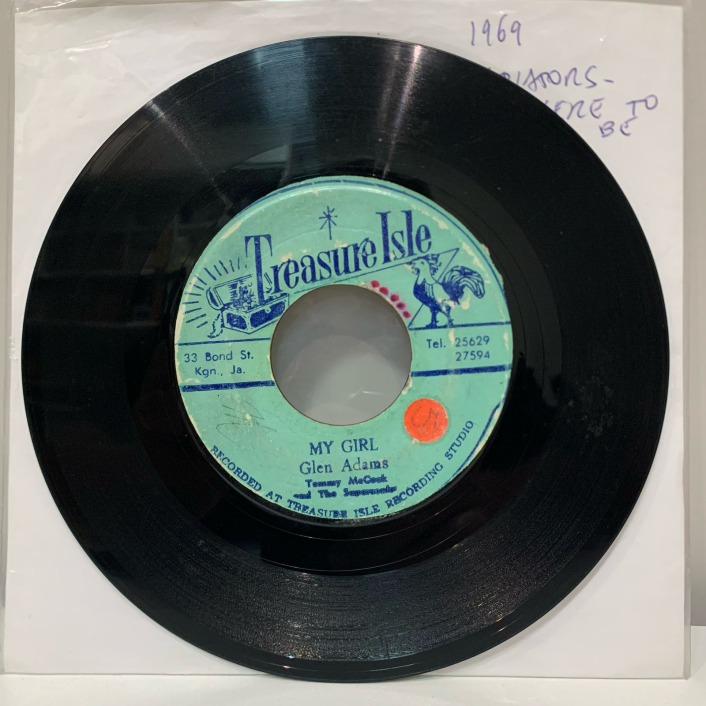 1969
TO
BE
Treasure Isle
33 Bond St.
Kgn., Ja.
Tel. 25629
27594
MY GIRL
Glen Adams
Tommy McCook
and The Supersonics
RECORDED AT TREASURE ISLE RECORDING STUDIO